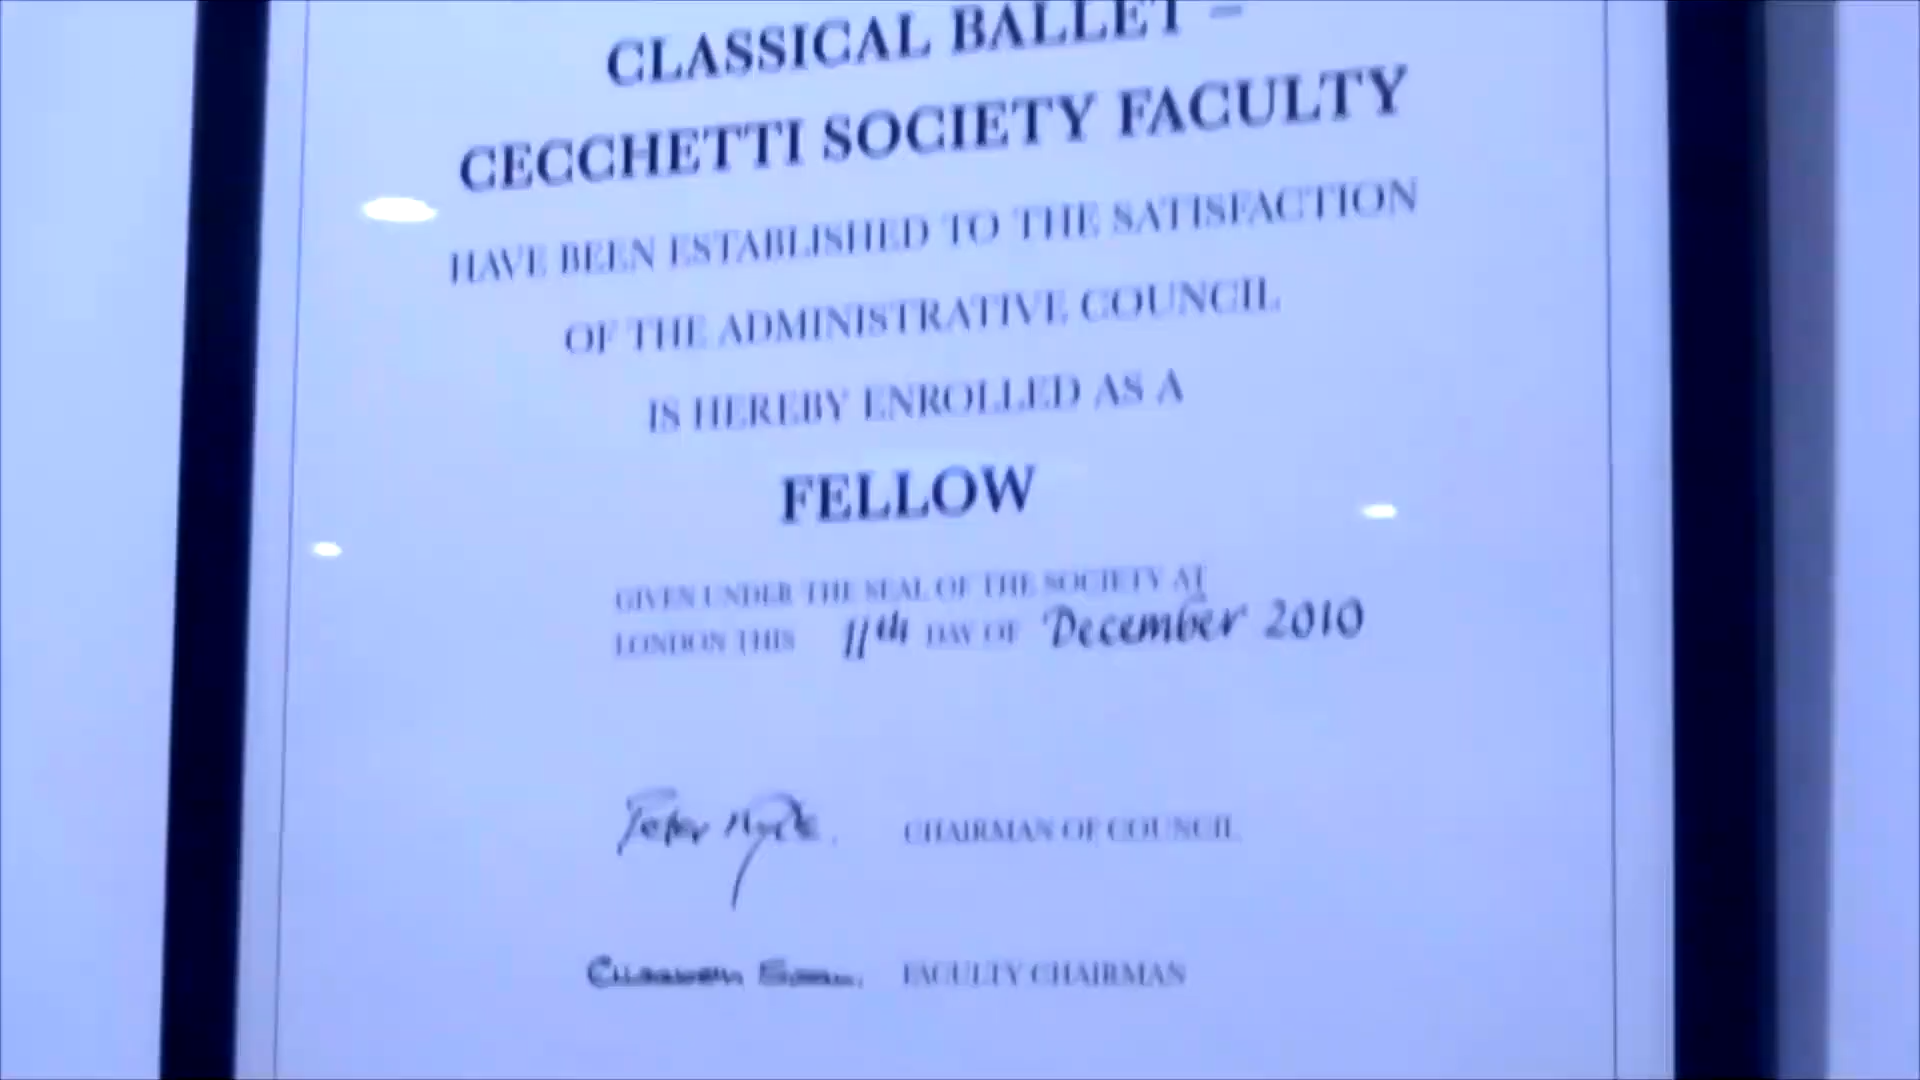 CLASSICAL BALLET –
CECCHETTI SOCIETY FACULTY
HAVE BEEN ESTABLISHED TO THE SATISFACTION
OF THE ADMINISTRATIVE COUNCIL
IS HEREBY ENROLLED AS A
FELLOW
GIVEN UNDER THE SEAL OF THE SOCIETY AT
LONDON THIS 11th DAY OF December 2010
Peter CHAIRMAN OF COUNCIL
FACULTY CHAIRMAN